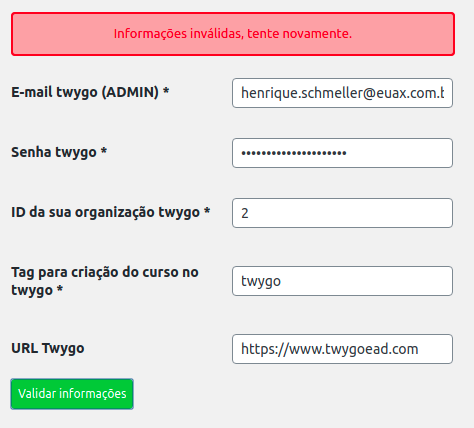 Informações inválidas, tente novamente.
E-mail twygo (ADMIN) *
henrique.schmeller@euax.com.b
Senha twygo *
•••••••••••••••••••••
ID da sua organização twygo *
2
Tag para criação do curso no
twygo *
twygo
URL Twygo
https://www.twygoead.com
Validar informações